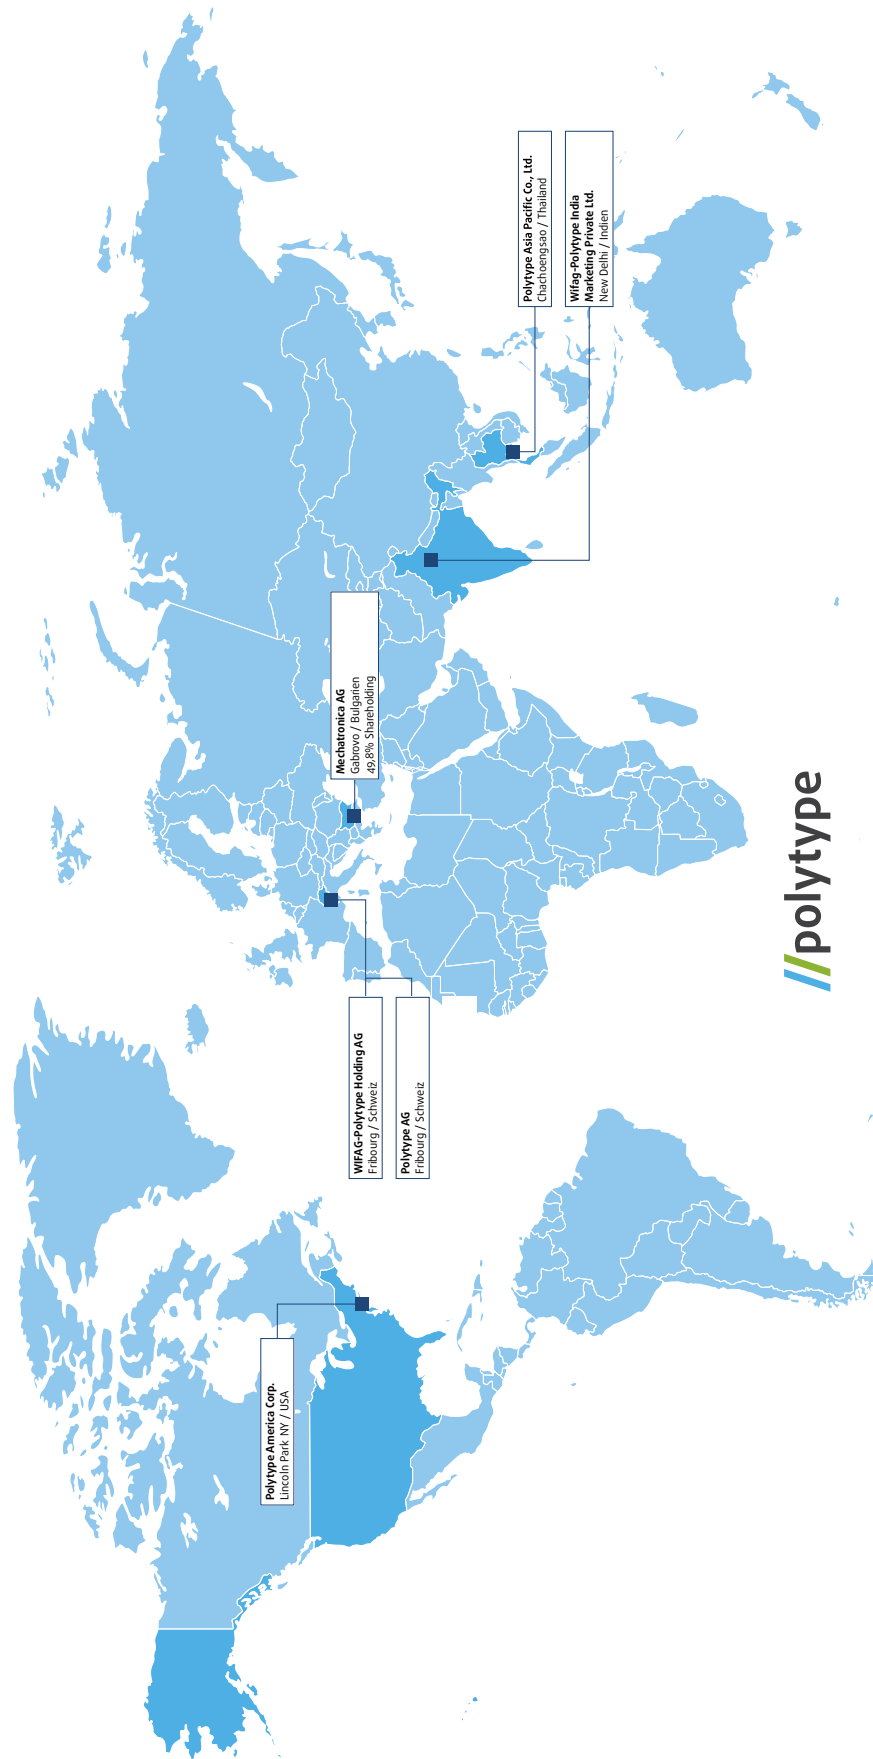 Polytype America Corp.
Lincoln Park NY / USA
WIFAG-Polytype Holding AG
Fribourg / Schweiz
Polytype AG
Fribourg / Schweiz
Mechatronica AG
Gabrovo / Bulgarien
49,8% Shareholding
Polytype Asia Pacific Co., Ltd.
Chachoengsao / Thailand
Wifag-Polytype India
Marketing Private Ltd.
New Delhi / Indien
//polytype